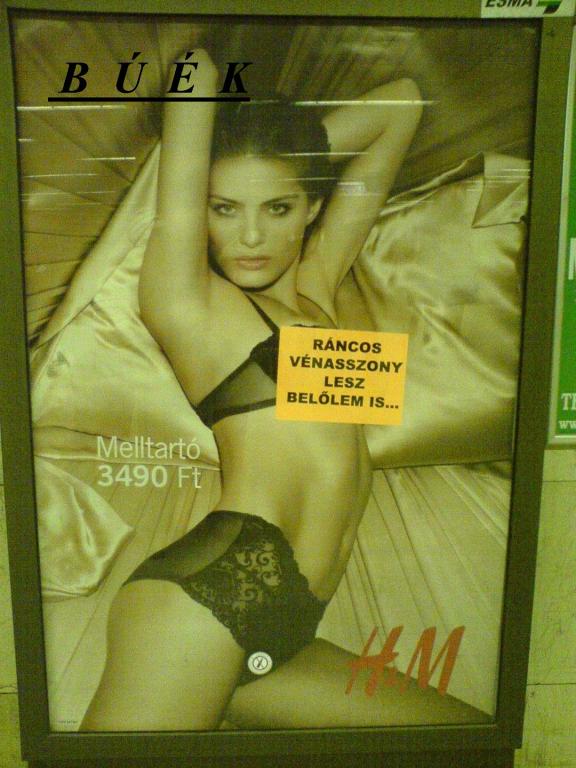 ESMA
B Ú É K
RÁNCOS
VÉNASSZONY
LESZ
BELŐLEM IS...
Melltartó
3490 Ft
H&M